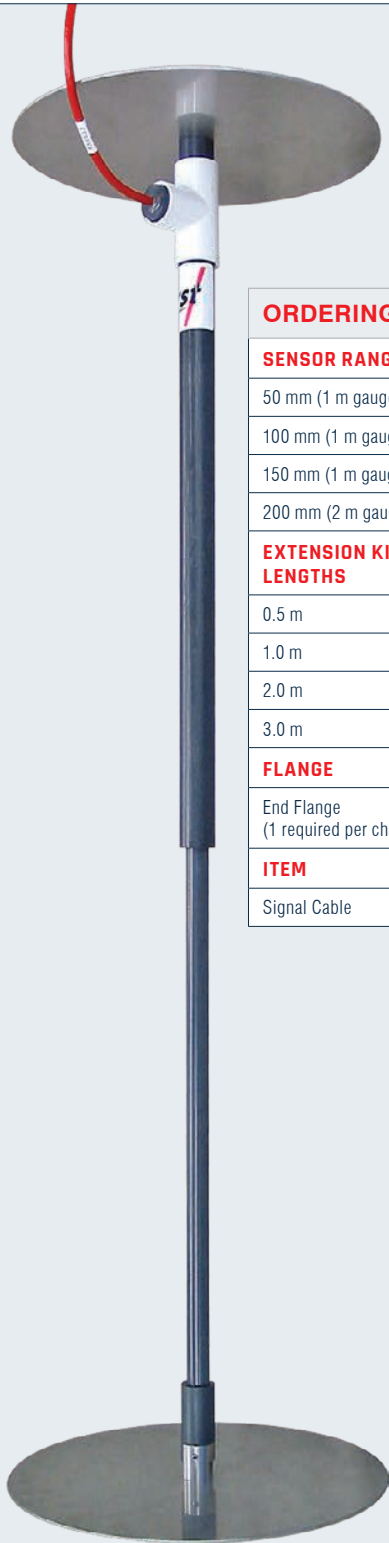 ORDERING
SENSOR RANG
50 mm (1 m gaug
100 mm (1 m gau
150 mm (1 m gau
200 mm (2 m gau
EXTENSION KI
LENGTHS
0.5 m
1.0 m
2.0 m
3.0 m
FLANGE
End Flange
(1 required per ch
ITEM
Signal Cable